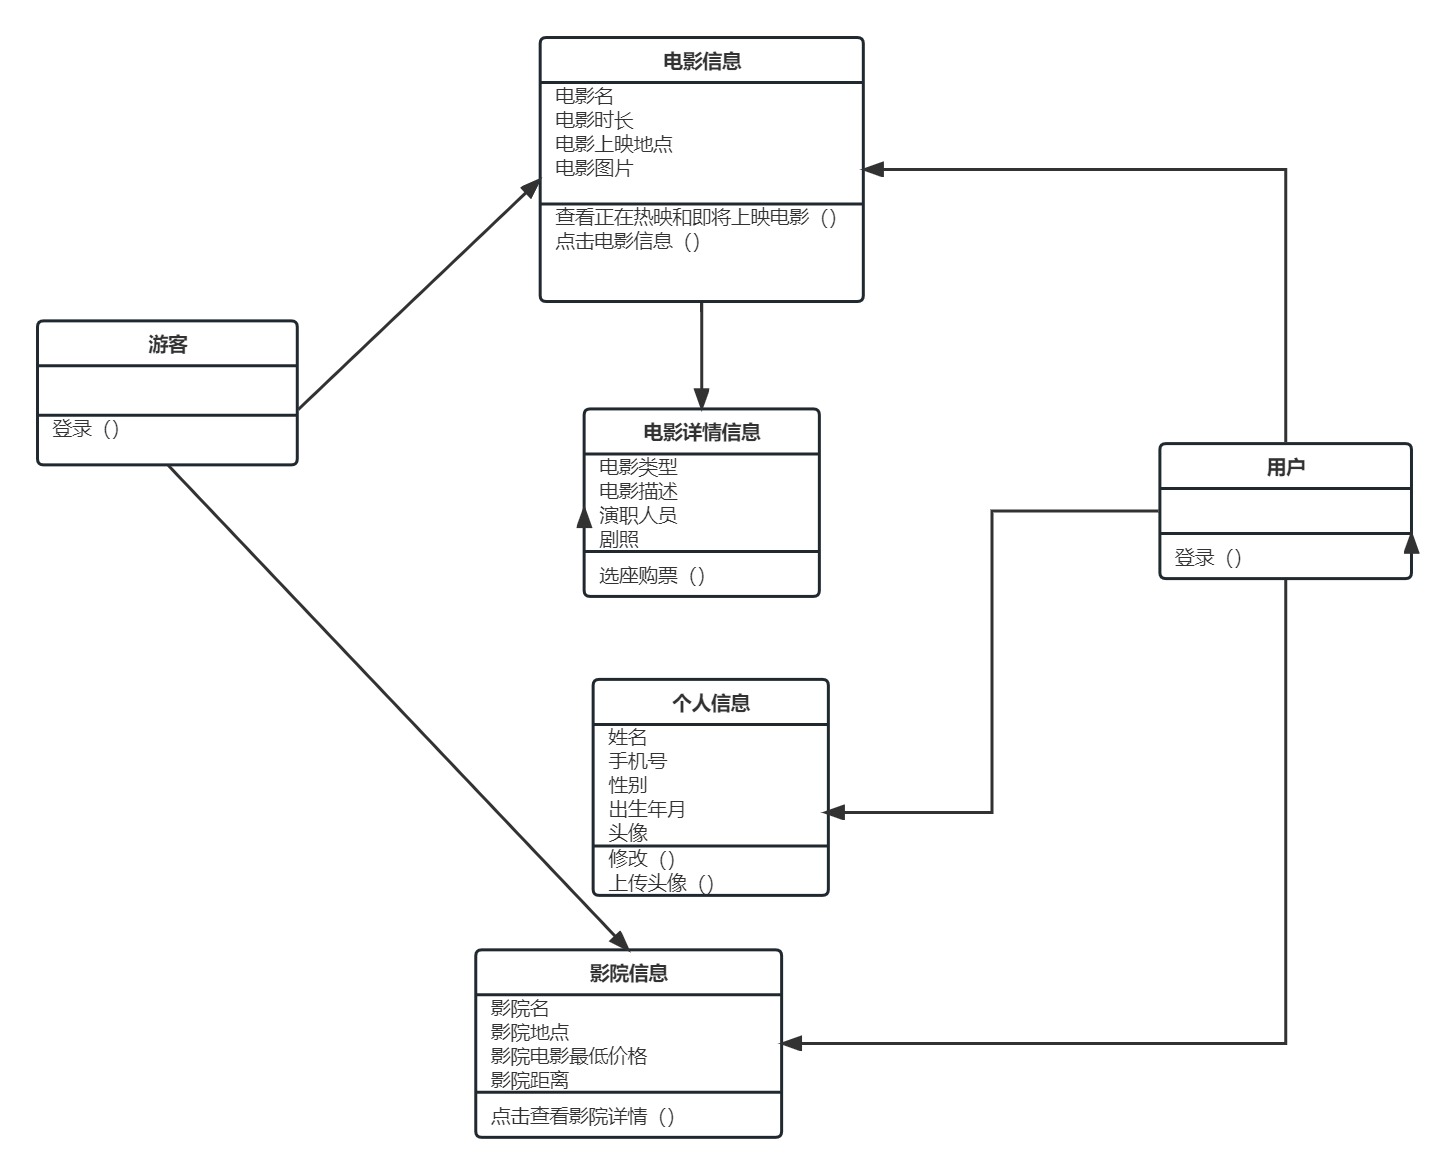 电影信息
电影名
电影时长
电影上映地点
电影图片
查看正在热映和即将上映电影（）
点击电影信息（）
游客
登录（）
电影详情信息
电影类型
电影描述
演职人员
剧照
选座购票（）
用户
登录（）
个人信息
姓名
手机号
性别
出生年月
头像
修改（）
上传头像（）
影院信息
影院名
影院地点
影院电影最低价格
影院距离
点击查看影院详情（）